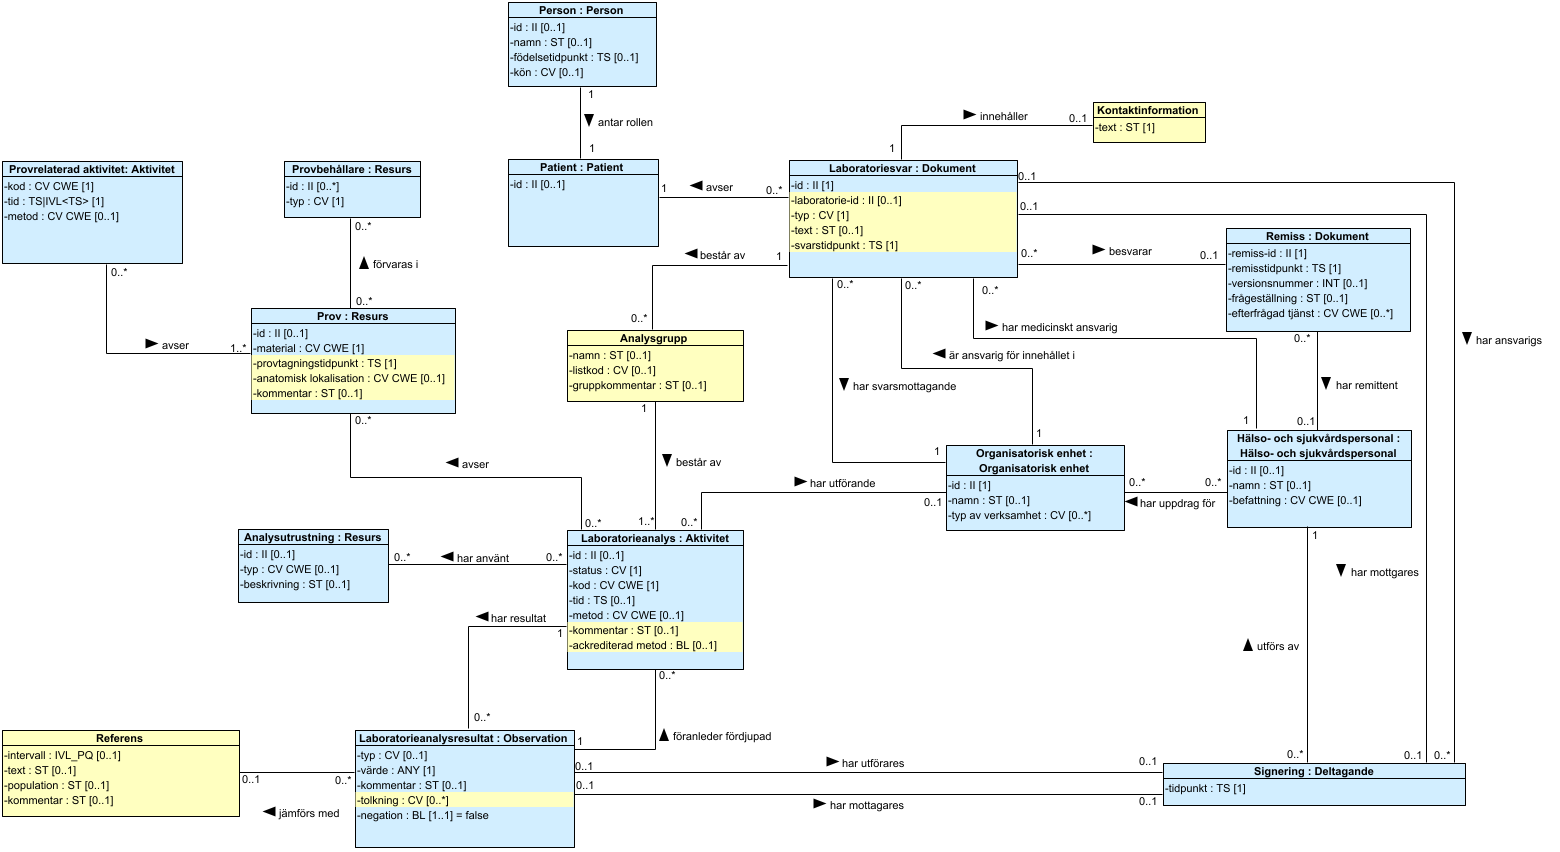 Person : Person
-id : II [0..1]
-namn : ST [0..1]
-födelsetidpunkt : TS [0..1]
-kön : CV [0..1]
1
antar rollen
1
Kontaktinformation
-text : ST [1]
innehåller
0..1
1
Provrelaterad aktivitet: Aktivitet
-kod : CV CWE [1]
-tid : TS|IVL<TS> [1]
-metod : CV CWE [0..1]
0..*
avser
1..*
Provbehållare : Resurs
-id : II [0..*]
-typ : CV [1]
0..*
förvaras i
0..*
Patient : Patient
-id : II [0..1]
1
avser
0..*
Laboratoriesvar : Dokument
-id : II [1]
-laboratorie-id : II [0..1]
-typ : CV [1]
-text : ST [0..1]
-svarstidpunkt : TS [1]
0..1
0..1
0..*
besvarar
0..1
består av
1
0..*
0..*
0..*
0..*
har medicinskt ansvarig
är ansvarig för innehållet i
har svarsmottagande
1
1
1
Remiss : Dokument
-remiss-id : II [1]
-remisstidpunkt : TS [1]
-versionsnummer : INT [0..1]
-frågeställning : ST [0..1]
-efterfrågad tjänst : CV CWE [0..*]
0..*
har remittent
0..1
har ansvarigs
Prov : Resurs
-id : II [0..1]
-material : CV CWE [1]
-provtagningstidpunkt : TS [1]
-anatomisk lokalisation : CV CWE [0..1]
-kommentar : ST [0..1]
0..*
avser
0..*
Analysgrupp
-namn : ST [0..1]
-listkod : CV [0..1]
-gruppkommentar : ST [0..1]
1
består av
1..*
0..*
har utförande
0..1
Organisatorisk enhet :
Organisatorisk enhet
-id : II [1]
-namn : ST [0..1]
-typ av verksamhet : CV [0..*]
0..*
har uppdrag för
0..*
Hälso- och sjukvårdspersonal :
Hälso- och sjukvårdspersonal
-id : II [0..1]
-namn : ST [0..1]
-befattning : CV CWE [0..1]
1
har mottgares
utförs av
0..*
0..1
0..*
Analysutrustning : Resurs
-id : II [0..1]
-typ : CV CWE [0..1]
-beskrivning : ST [0..1]
0..*
har använt
0..*
Laboratorieanalys : Aktivitet
-id : II [0..1]
-status : CV [1]
-kod : CV CWE [1]
-tid : TS [0..1]
-metod : CV CWE [0..1]
-kommentar : ST [0..1]
-ackrediterad metod : BL [0..1]
har resultat
1
0..*
0..*
föranleder fördjupad
1
Referens
-intervall : IVL_PQ [0..1]
-text : ST [0..1]
-population : ST [0..1]
-kommentar : ST [0..1]
0..1
jämförs med
0..*
Laboratorieanalysresultat : Observation
-typ : CV [0..1]
-värde : ANY [1]
-kommentar : ST [0..1]
-tolkning : CV [0..*]
-negation : BL [1..1] = false
0..1
har utförares
0..1
0..1
har mottagares
0..1
Signering : Deltagande
-tidpunkt : TS [1]